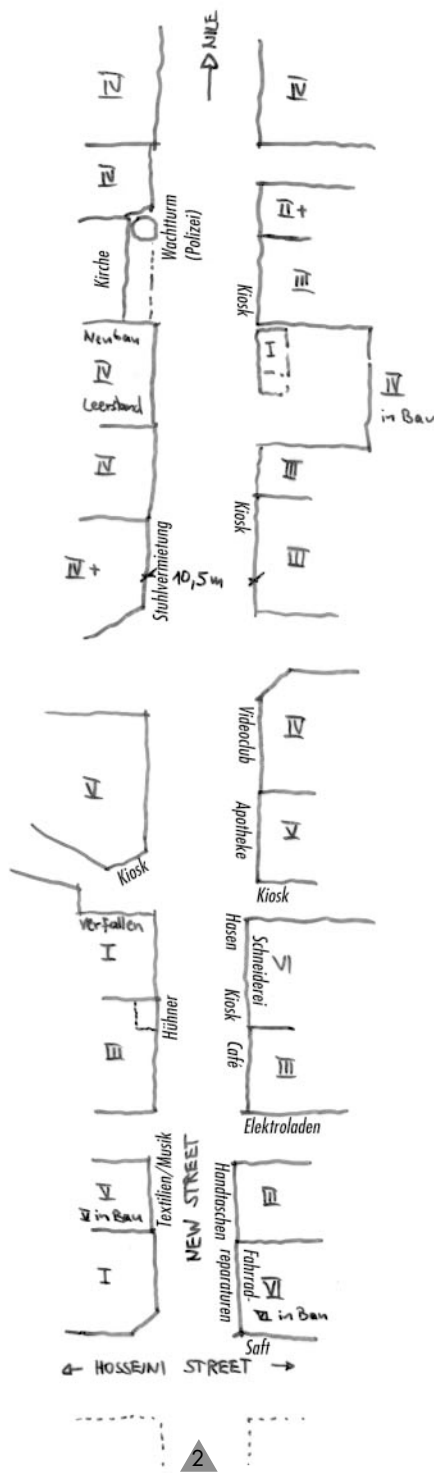 NILE
IV
IV
IV
Wachtturm
(Polizei)
Kirche
III
Kiosk
Neubau
IV
Leerstand
I
IV
in Bau
IV
III
Kiosk
III
IV+
Stuhlvermietung
10,5 m
V
Kiosk
Videoclub
IV
Apotheke
V
Kiosk
verfallen
I
Hühner
III
Hasen
Schneiderei
VI
Kiosk
Café
III
Elektroladen
Textilien/Musik
V
V in Bau
I
NEW STREET
Handtaschen
reparaturen
Fahrrad-
III
VI
VI in Bau
Saft
HOSSEINI STREET
2